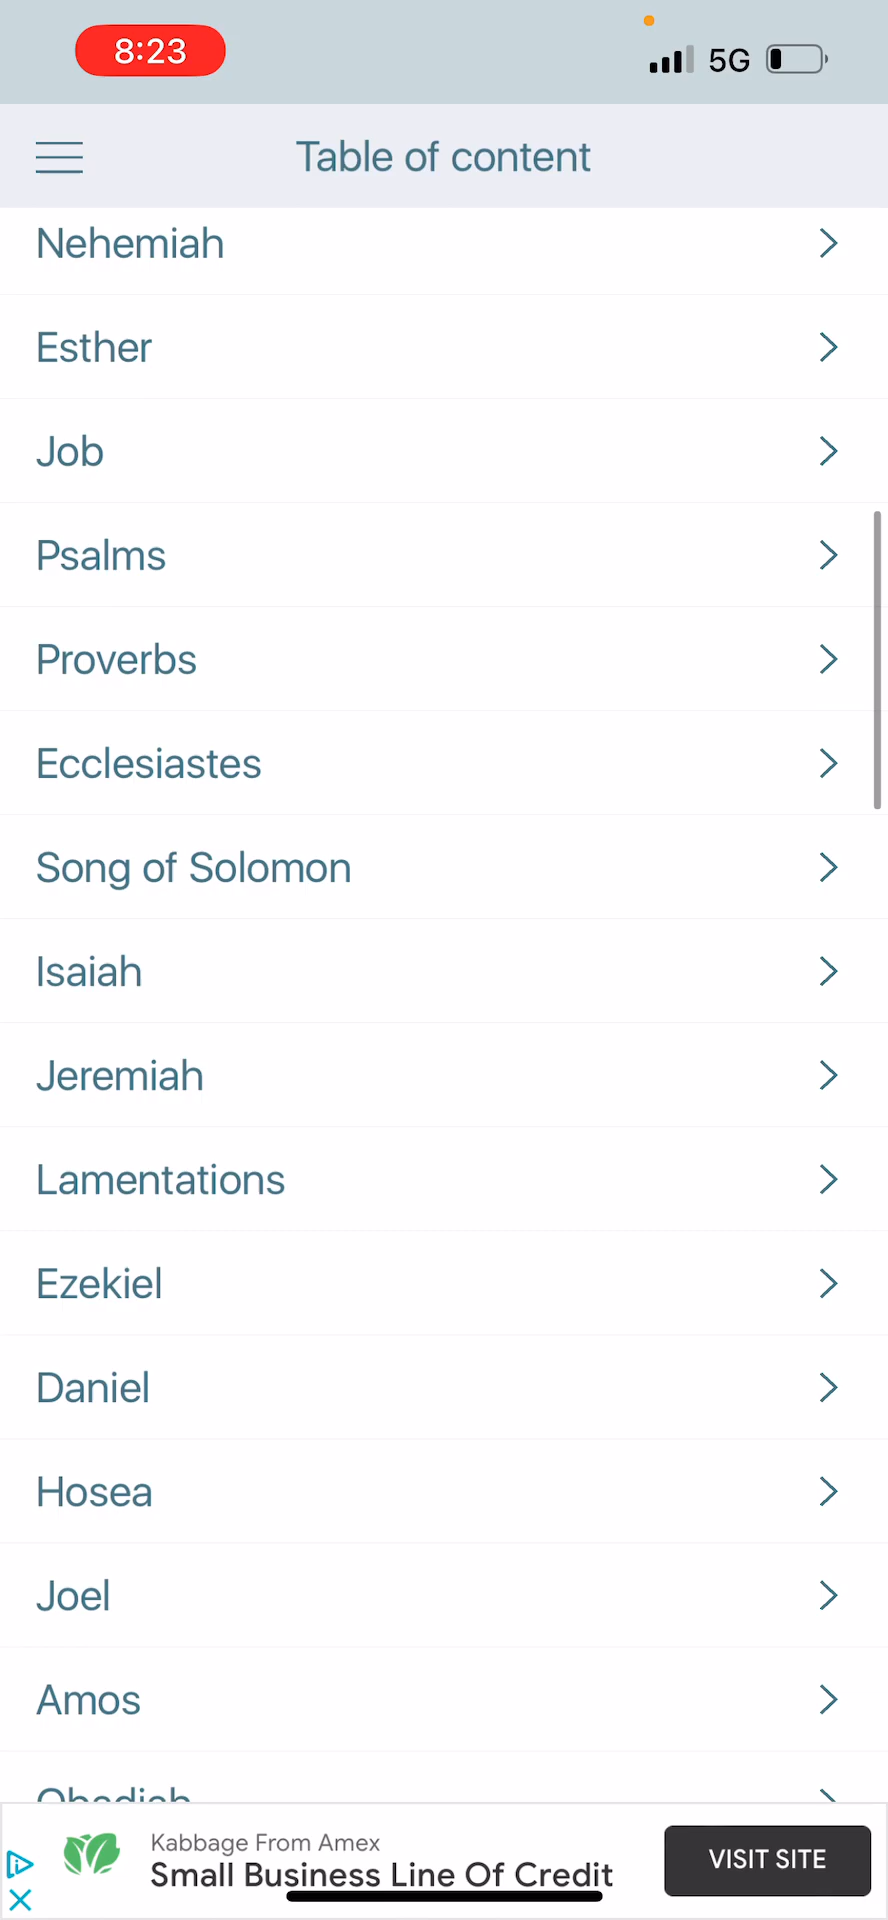 8:23
5G
Table of content
Nehemiah
Esther
Job
Psalms
Proverbs
Ecclesiastes
Song of Solomon
Isaiah
Jeremiah
Lamentations
Ezekiel
Daniel
Hosea
Joel
Amos
Obadiah
Kabbage From Amex
Small Business Line Of Credit
VISIT SITE